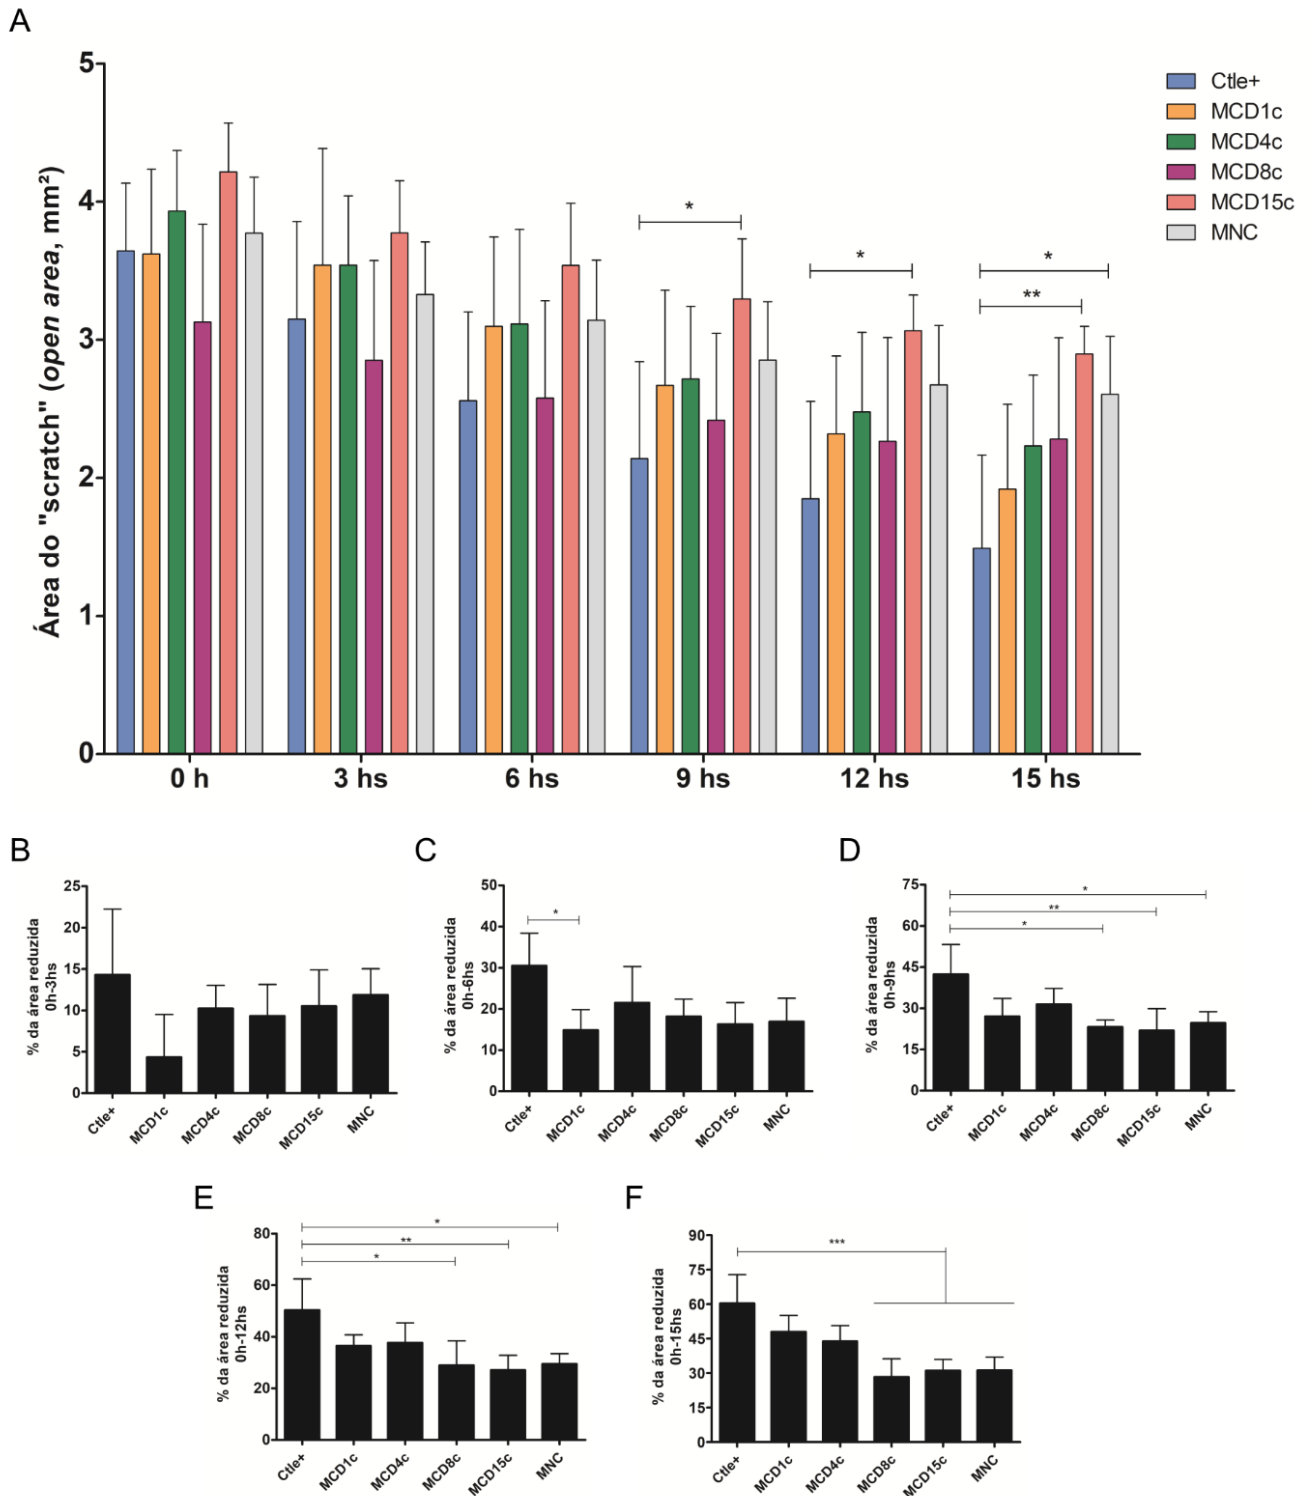 A
Área do "scratch" (open area, mm²)
5
4
3
2
1
0
*
*
*
**
Ctle+
MCD1c
MCD4c
MCD8c
MCD15c
MNC
0 h
3 hs
6 hs
9 hs
12 hs
15 hs
B
% da área reduzida
0h-3hs
25
20
15
10
5
0
Ctle+
MCD1c
MCD4c
MCD8c
MCD15c
MNC
C
% da área reduzida
0h-6hs
50
40
30
20
10
0
*
Ctle+
MCD1c
MCD4c
MCD8c
MCD15c
MNC
D
% da área reduzida
0h-9hs
75
60
45
30
15
0
*
**
*
Ctle+
MCD1c
MCD4c
MCD8c
MCD15c
MNC
E
% da área reduzida
0h-12hs
80
60
40
20
0
*
**
*
Ctle+
MCD1c
MCD4c
MCD8c
MCD15c
MNC
F
% da área reduzida
0h-15hs
90
75
60
45
30
15
0
***
Ctle+
MCD1c
MCD4c
MCD8c
MCD15c
MNC